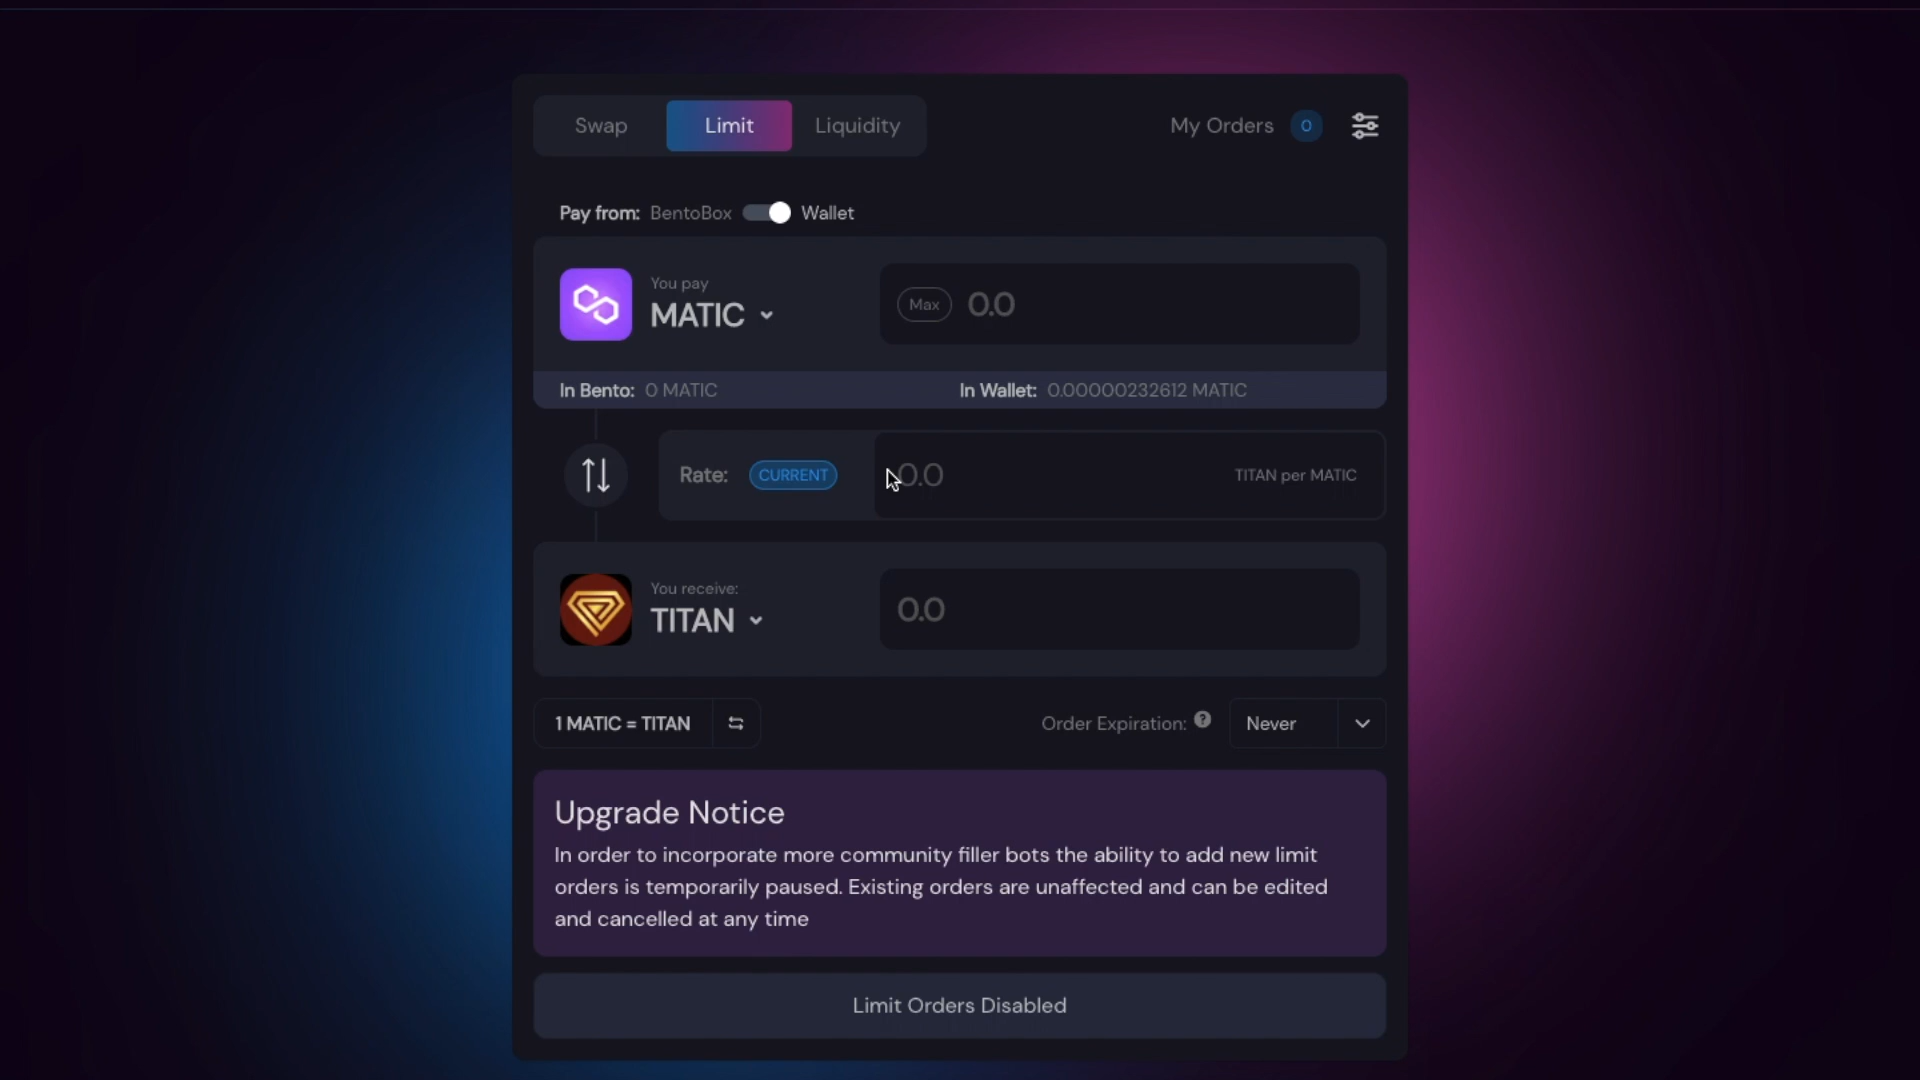 Swap Limit Liquidity My Orders 0
Pay from: BentoBox Wallet
You pay
MATIC Max 0.0
In Bento: 0 MATIC In Wallet: 0.00000232612 MATIC
Rate: CURRENT 0.0 TITAN per MATIC
You receive:
TITAN 0.0
1 MATIC = TITAN Order Expiration: ? Never
Upgrade Notice
In order to incorporate more community filler bots the ability to add new limit
orders is temporarily paused. Existing orders are unaffected and can be edited
and cancelled at any time
Limit Orders Disabled